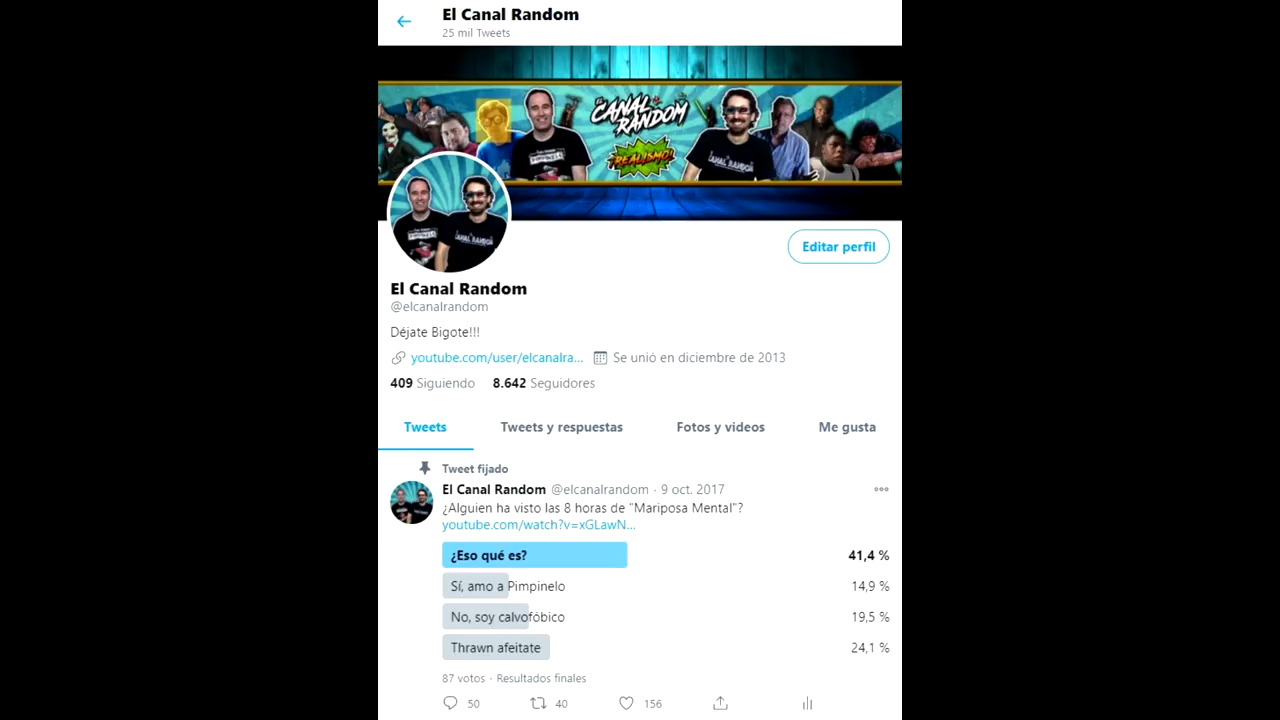 El Canal Random
25 mil Tweets
EL
CANAL
RANDOM
¡REALISMO!
CANAL RANDOM
CANAL RANDOM
Editar perfil
El Canal Random
@elcanalrandom
Déjate Bigote!!!
youtube.com/user/elcanalra... Se unió en diciembre de 2013
409 Siguiendo 8.642 Seguidores
Tweets Tweets y respuestas Fotos y videos Me gusta
Tweet fijado
El Canal Random @elcanalrandom · 9 oct. 2017
¿Alguien ha visto las 8 horas de "Mariposa Mental"?
youtube.com/watch?v=xGLawN...
¿Eso qué es? 41,4 %
Sí, amo a Pimpinelo 14,9 %
No, soy calvofóbico 19,5 %
Thrawn afeitate 24,1 %
87 votos · Resultados finales
50 40 156